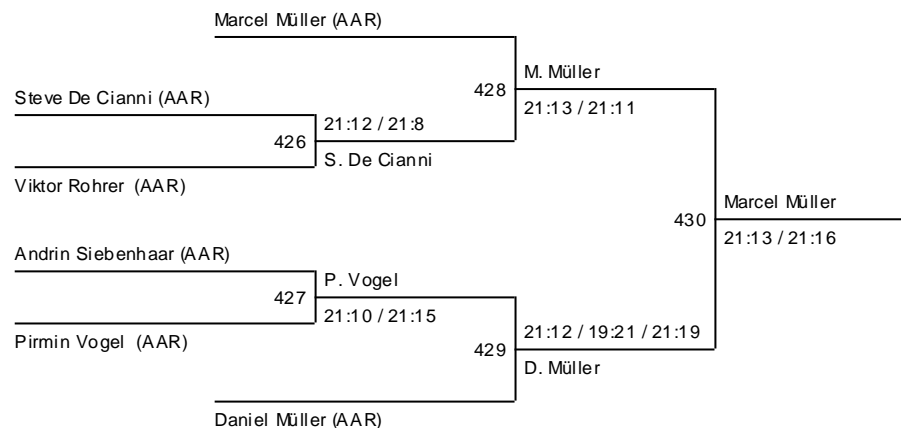 Marcel Müller (AAR)
428
M. Müller
21:13 / 21:11
Steve De Cianni (AAR)
426
21:12 / 21:8
S. De Cianni
Viktor Rohrer (AAR)
430
Marcel Müller
21:13 / 21:16
Andrin Siebenhaar (AAR)
427
P. Vogel
21:10 / 21:15
Pirmin Vogel (AAR)
429
21:12 / 19:21 / 21:19
D. Müller
Daniel Müller (AAR)